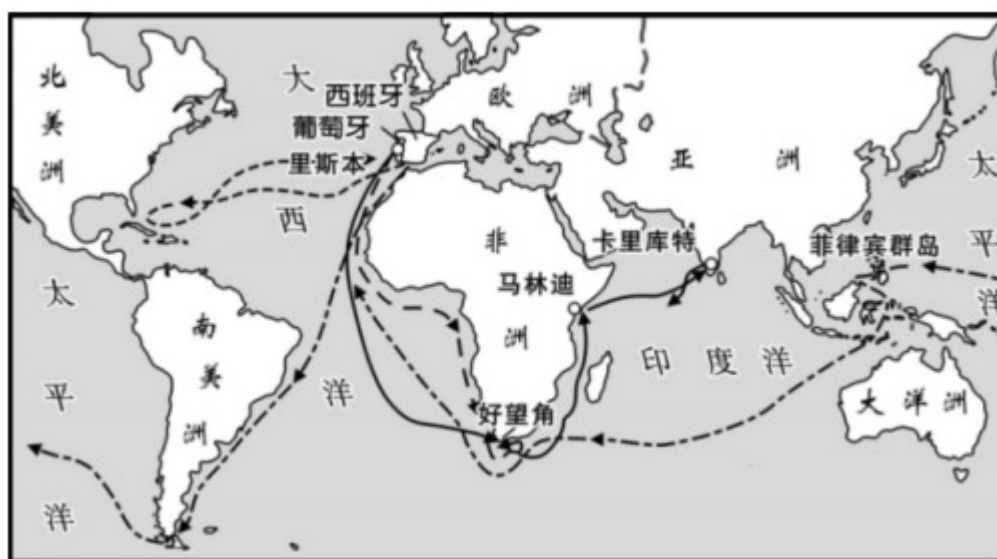 北美洲
大西洋
西班牙
葡萄牙
里斯本
欧洲
亚洲
太平洋
非洲
卡里库特
菲律宾群岛
马林迪
太平洋
南美洲
印度洋
好望角
大洋洲